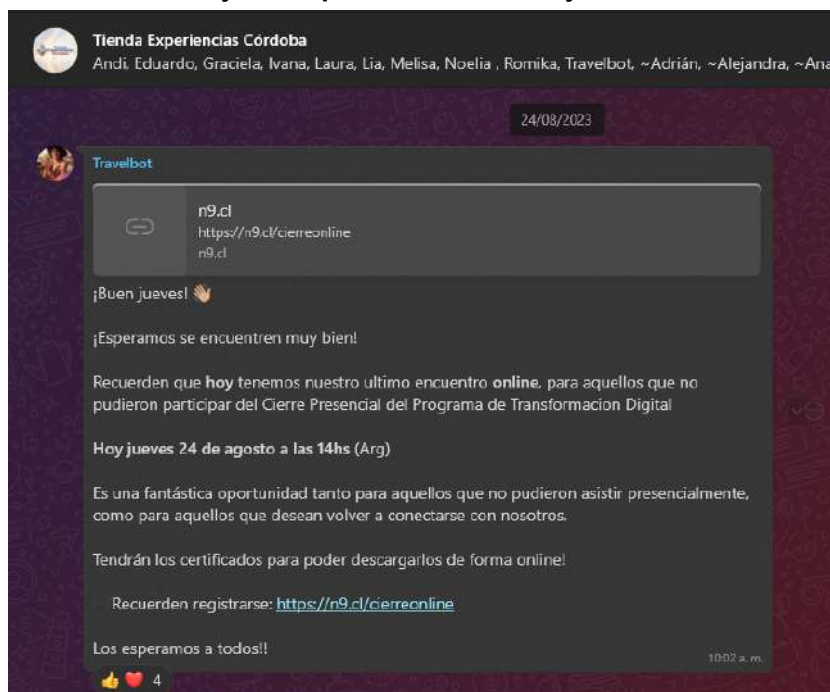 Tienda Experiencias Córdoba
Andi, Eduardo, Graciela, Ivana, Laura, Lia, Melisa, Noelia , Romika, Travelbot, ~Adrián, ~Alejandra, ~Ana
24/08/2023
Travelbot
n9.cl
https://n9.cl/cierreonline
n9.cl
¡Buen jueves! 👋🏼
¡Esperamos se encuentren muy bien!
Recuerden que hoy tenemos nuestro ultimo encuentro online, para aquellos que no
pudieron participar del Cierre Presencial del Programa de Transformacion Digital
Hoy jueves 24 de agosto a las 14hs (Arg)
Es una fantástica oportunidad tanto para aquellos que no pudieron asistir presencialmente,
como para aquellos que desean volver a conectarse con nosotros.
Tendrán los certificados para poder descargarlos de forma online!
Recuerden registrarse: https://n9.cl/cierreonline
Los esperamos a todos!!
10:02 a. m.
👍❤️ 4